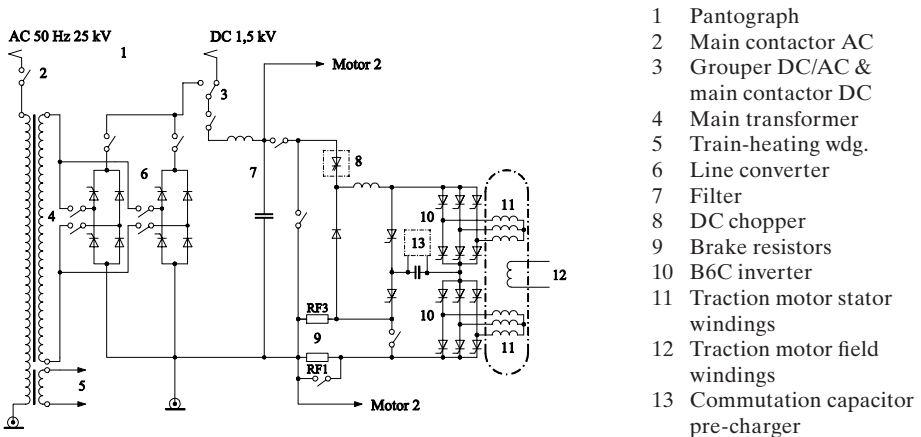 AC 50 Hz 25 kV
1
DC 1,5 kV
Motor 2
2
3
7
8
4
6
10
11
13
12
RF3
9
10
11
RF1
5
Motor 2
1 Pantograph
2 Main contactor AC
3 Grouper DC/AC &
main contactor DC
4 Main transformer
5 Train-heating wdg.
6 Line converter
7 Filter
8 DC chopper
9 Brake resistors
10 B6C inverter
11 Traction motor stator
windings
12 Traction motor field
windings
13 Commutation capacitor
pre-charger